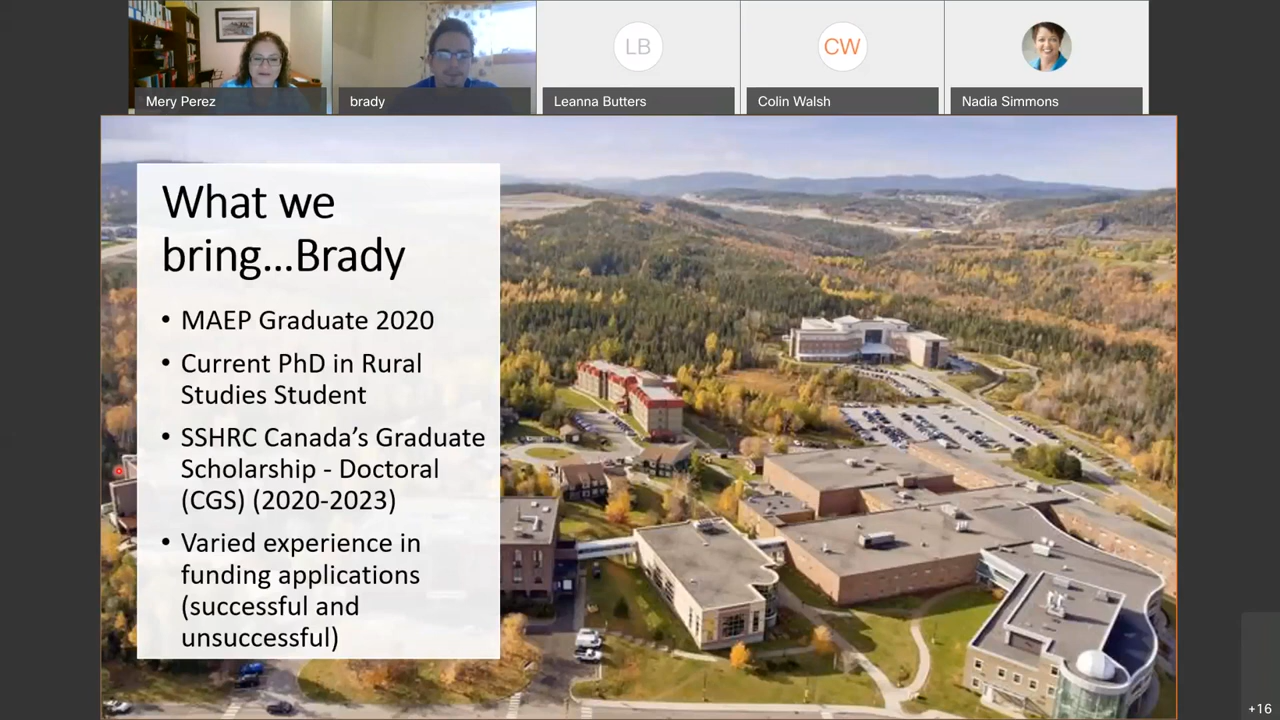 LB
CW
Mery Perez
brady
Leanna Butters
Colin Walsh
Nadia Simmons
What we
bring...Brady
• MAEP Graduate 2020
• Current PhD in Rural
Studies Student
• SSHRC Canada’s Graduate
Scholarship - Doctoral
(CGS) (2020-2023)
• Varied experience in
funding applications
(successful and
unsuccessful)
+16